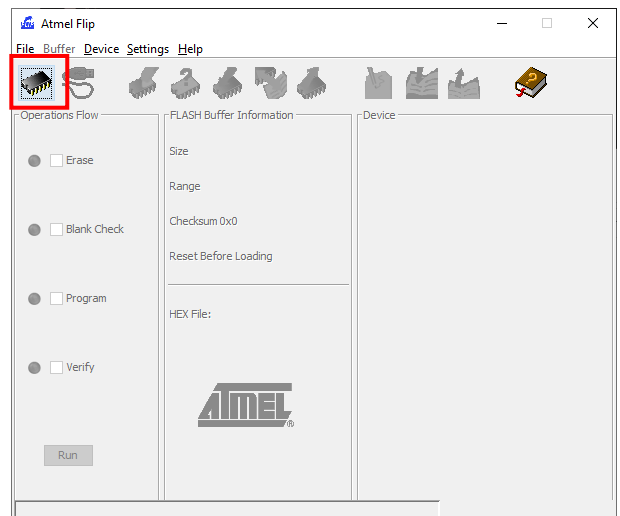 Atmel Flip
File Buffer Device Settings Help
Operations Flow
Erase
Blank Check
Program
Verify
Run
FLASH Buffer Information
Size
Range
Checksum 0x0
Reset Before Loading
HEX File:
ATMEL®
Device